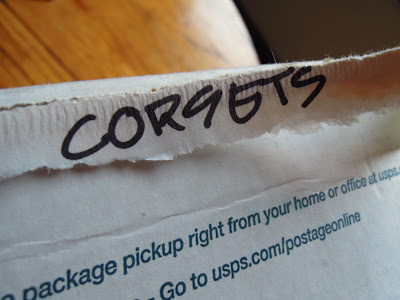 CORSETS
package pickup right from your home or office at usps.c
Go to usps.com/postageonline